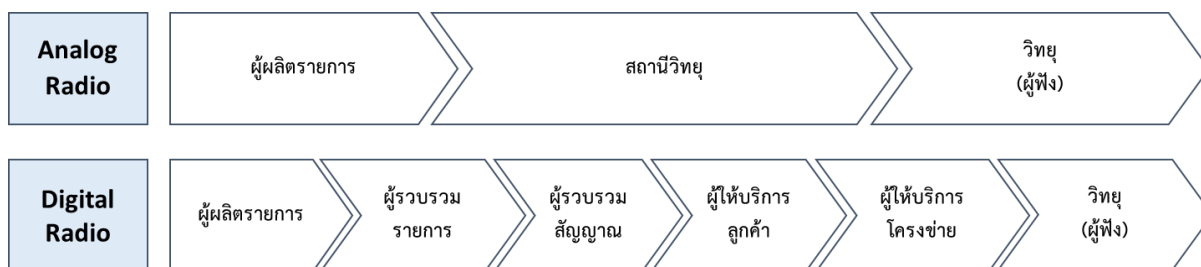 Analog
Radio
ผู้ผลิตรายการ
สถานีวิทยุ
วิทยุ
(ผู้ฟัง)
Digital
Radio
ผู้ผลิตรายการ
ผู้รวบรวม
รายการ
ผู้รวบรวม
สัญญาณ
ผู้ให้บริการ
ลูกค้า
ผู้ให้บริการ
โครงข่าย
วิทยุ
(ผู้ฟัง)